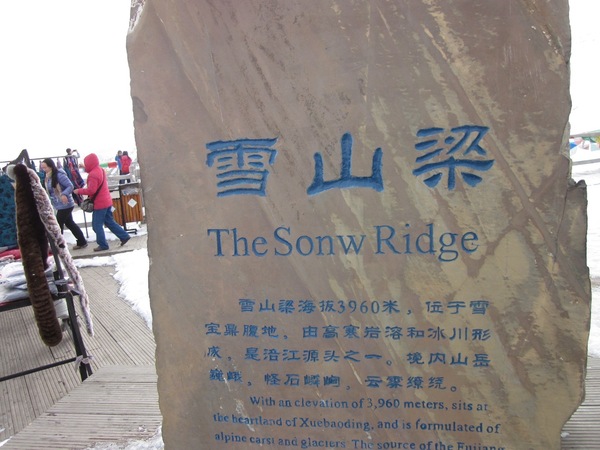 雪山梁
The Sonw Ridge
雪山梁海拔3960米，位于雪
宝鼎腹地，由高寒岩溶和冰川形
成，是涪江源头之一。境内山岳
巍峨，怪石嶙峋，云雾缭绕。
With an clevation of 3,960 meters, sits at
the heartland of Xuebaoding, and is formulated of
alpine carst and glaciers The source of the Fujiang